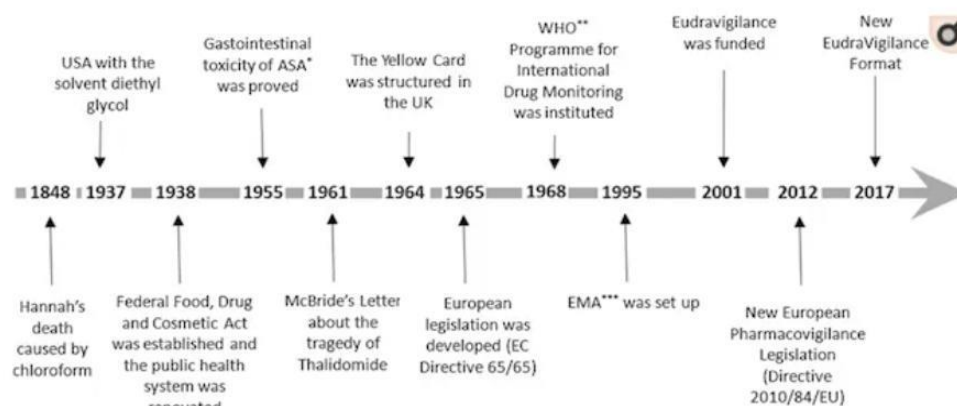 USA with the
solvent diethyl
glycol
Gastointestinal
toxicity of ASA*
was proved
The Yellow Card
was structured in
the UK
WHO**
Programme for
International
Drug Monitoring
was instituted
Eudravigilance
was funded
New
EudraVigilance
Format
1848 1937 1938 1955 1961 1964 1965 1968 1995 2001 2012 2017
Hannah's
death
caused by
chloroform
Federal Food, Drug
and Cosmetic Act
was established and
the public health
system was
McBride's Letter
about the
tragedy of
Thalidomide
European
legislation was
developed (EC
Directive 65/65)
EMA*** was set up
New European
Pharmacovigilance
Legislation
(Directive
2010/84/EU)